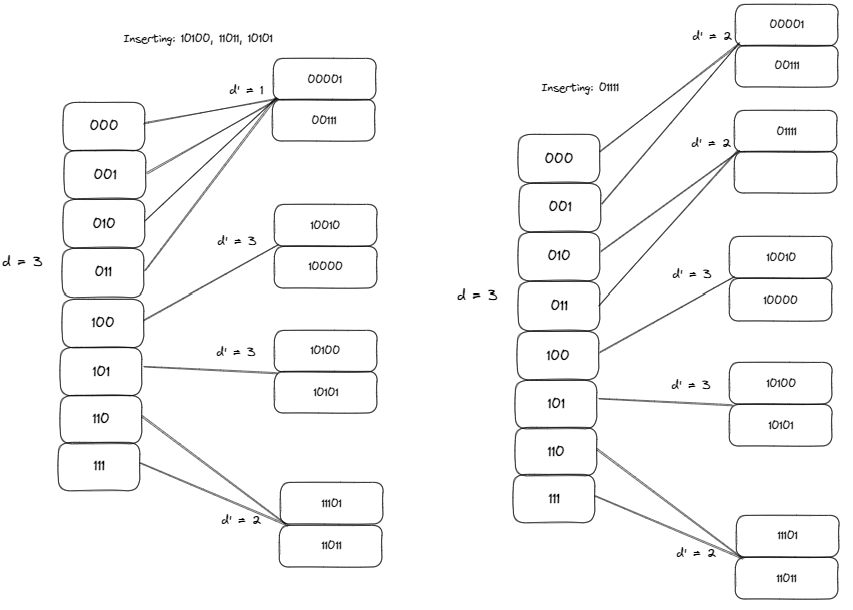 Inserting: 10100, 11011, 10101
d' = 1
00001
00111
000
001
010
011
100
101
110
111
d = 3
d' = 3
10010
10000
d' = 3
10100
10101
d' = 2
11101
11011
d' = 2
00001
00111
Inserting: 01111
d' = 2
01111
000
001
010
011
100
101
110
111
d = 3
d' = 3
10010
10000
d' = 3
10100
10101
d' = 2
11101
11011